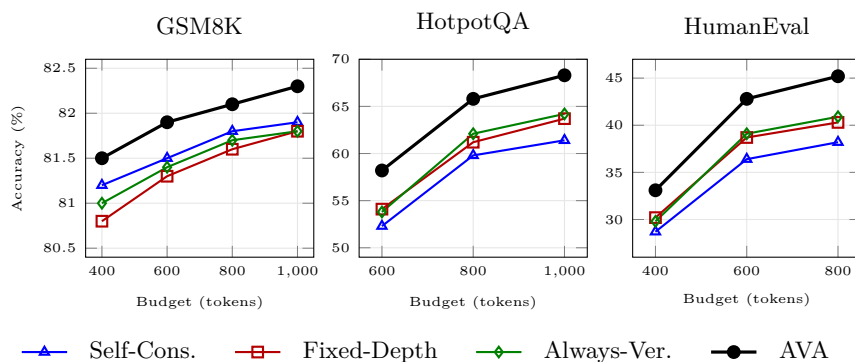 GSM8K
HotpotQA
HumanEval
Accuracy (%)
82.5
82
81.5
81
80.5
400
600
800
1,000
Budget (tokens)
70
65
60
55
50
600
800
1,000
Budget (tokens)
45
40
35
30
400
600
800
Budget (tokens)
Self-Cons.
Fixed-Depth
Always-Ver.
AVA